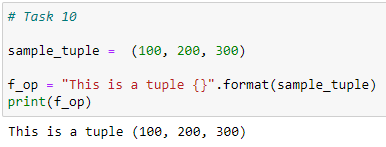 # Task 10
sample_tuple =  (100, 200, 300)
f_op = "This is a tuple {}".format(sample_tuple)
print(f_op)
This is a tuple (100, 200, 300)